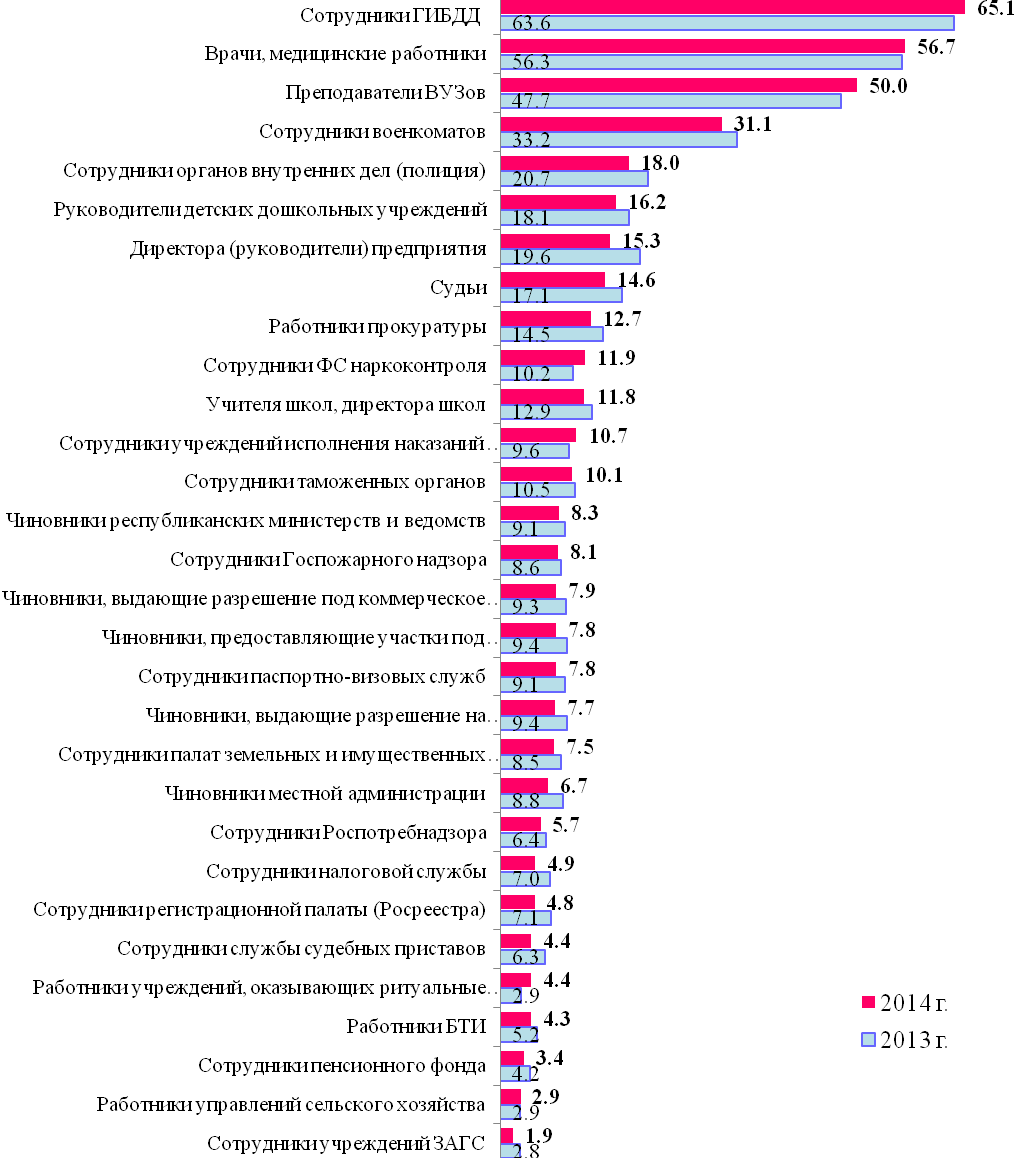 Сотрудники ГИБДД 65.1
63.6
Врачи, медицинские работники 56.7
56.3
Преподаватели ВУЗов 50.0
47.7
Сотрудники военкоматов 31.1
33.2
Сотрудники органов внутренних дел (полиция) 18.0
20.7
Руководители детских дошкольных учреждений 16.2
18.1
Директора (руководители) предприятия 15.3
19.6
Судьи 14.6
17.1
Работники прокуратуры 12.7
14.5
Сотрудники ФС наркоконтроля 11.9
10.2
Учителя школ, директора школ 11.8
12.9
Сотрудники учреждений исполнения наказаний.. 10.7
9.6
Сотрудники таможенных органов 10.1
10.5
Чиновники республиканских министерств и ведомств 8.3
9.1
Сотрудники Госпожарного надзора 8.1
8.6
Чиновники, выдающие разрешение под коммерческое.. 7.9
9.3
Чиновники, предоставляющие участки под.. 7.8
9.4
Сотрудники паспортно-визовых служб 7.8
9.1
Чиновники, выдающие разрешение на.. 7.7
9.4
Сотрудники палат земельных и имущественных.. 7.5
8.5
Чиновники местной администрации 6.7
8.8
Сотрудники Роспотребнадзора 5.7
6.4
Сотрудники налоговой службы 4.9
7.0
Сотрудники регистрационной палаты (Росреестра) 4.8
7.1
Сотрудники службы судебных приставов 4.4
6.3
Работники учреждений, оказывающих ритуальные.. 4.4
2.9
Работники БТИ 4.3
5.2
Сотрудники пенсионного фонда 3.4
4.2
Работники управлений сельского хозяйства 2.9
2.9
Сотрудники учреждений ЗАГС 1.9
2.8
2014 г.
2013 г.